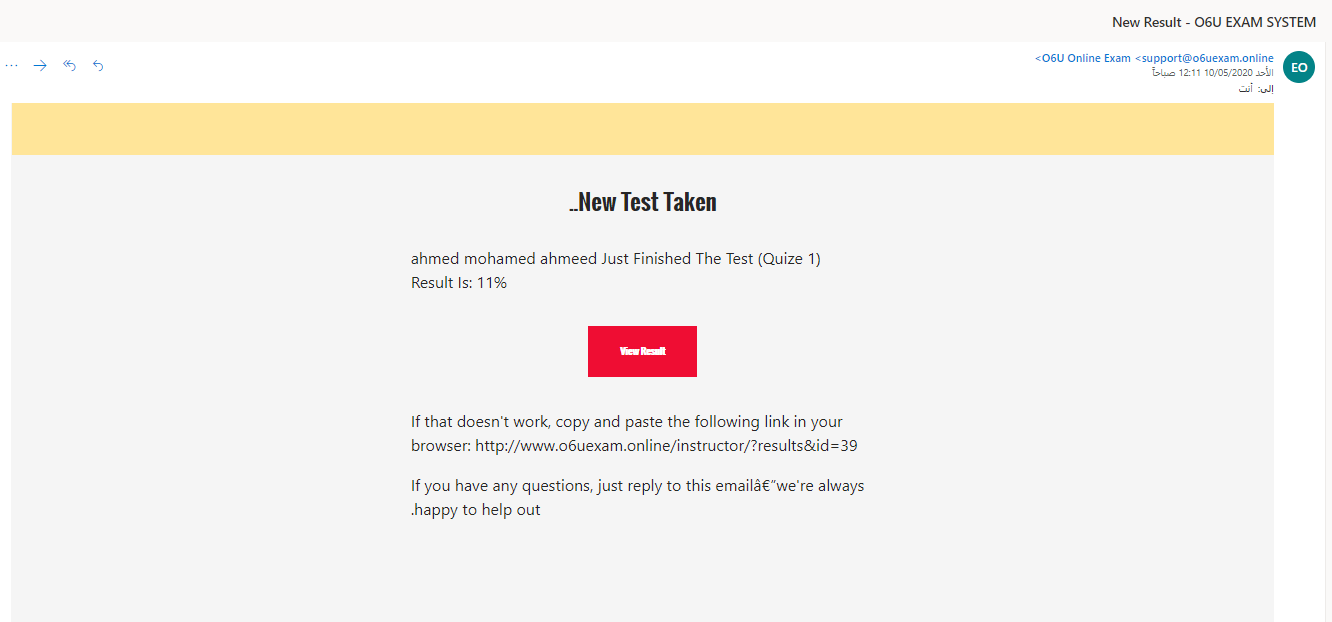 New Result - O6U EXAM SYSTEM
<O6U Online Exam <support@o6uexam.online
الأحد 10/05/2020 12:11 صباحاً
إلى: أنت
EO
..New Test Taken
ahmed mohamed ahmeed Just Finished The Test (Quize 1)
Result Is: 11%
View Result
If that doesn't work, copy and paste the following link in your
browser: http://www.o6uexam.online/instructor/?results&id=39
If you have any questions, just reply to this emailâ€”we're always
.happy to help out